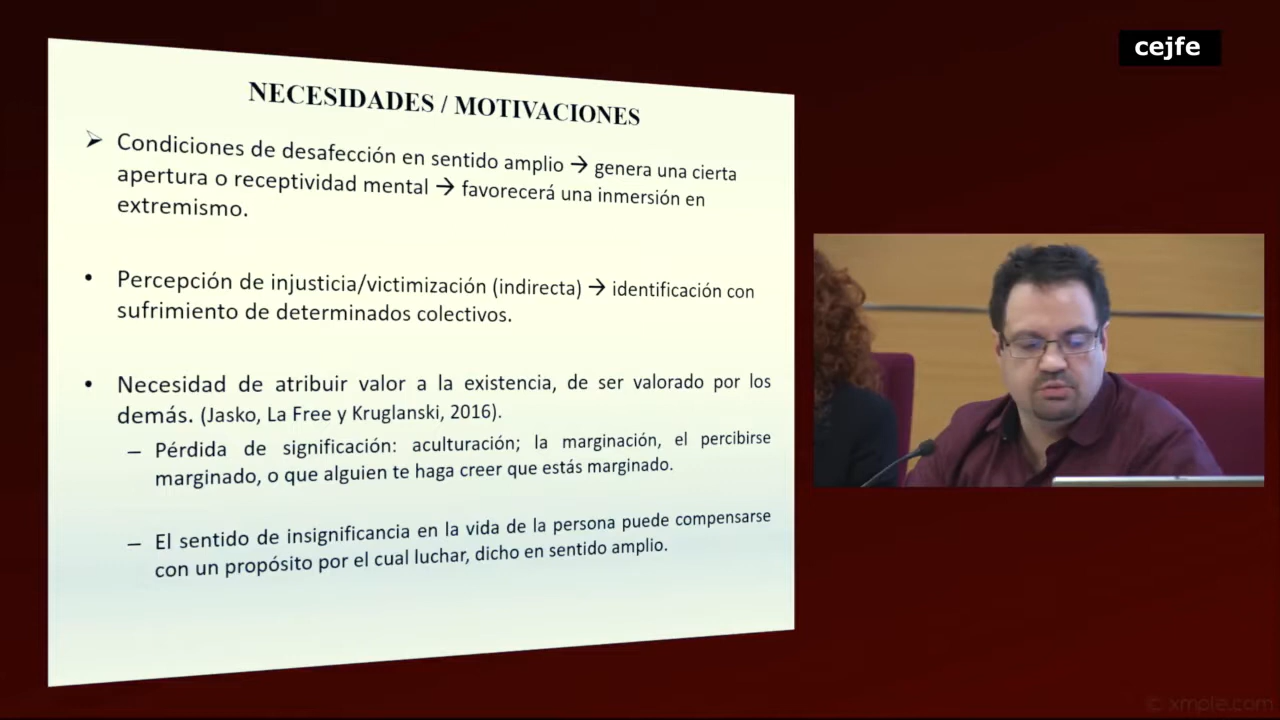 cejfe
NECESIDADES / MOTIVACIONES
➢ Condiciones de desafección en sentido amplio → genera una cierta
apertura o receptividad mental → favorecerá una inmersión en
extremismo.
• Percepción de injusticia/victimización (indirecta) → identificación con
sufrimiento de determinados colectivos.
• Necesidad de atribuir valor a la existencia, de ser valorado por los
demás. (Jasko, La Free y Kruglanski, 2016).
– Pérdida de significación: aculturación; la marginación, el percibirse
marginado, o que alguien te haga creer que estás marginado.
– El sentido de insignificancia en la vida de la persona puede compensarse
con un propósito por el cual luchar, dicho en sentido amplio.
© xmpla.com